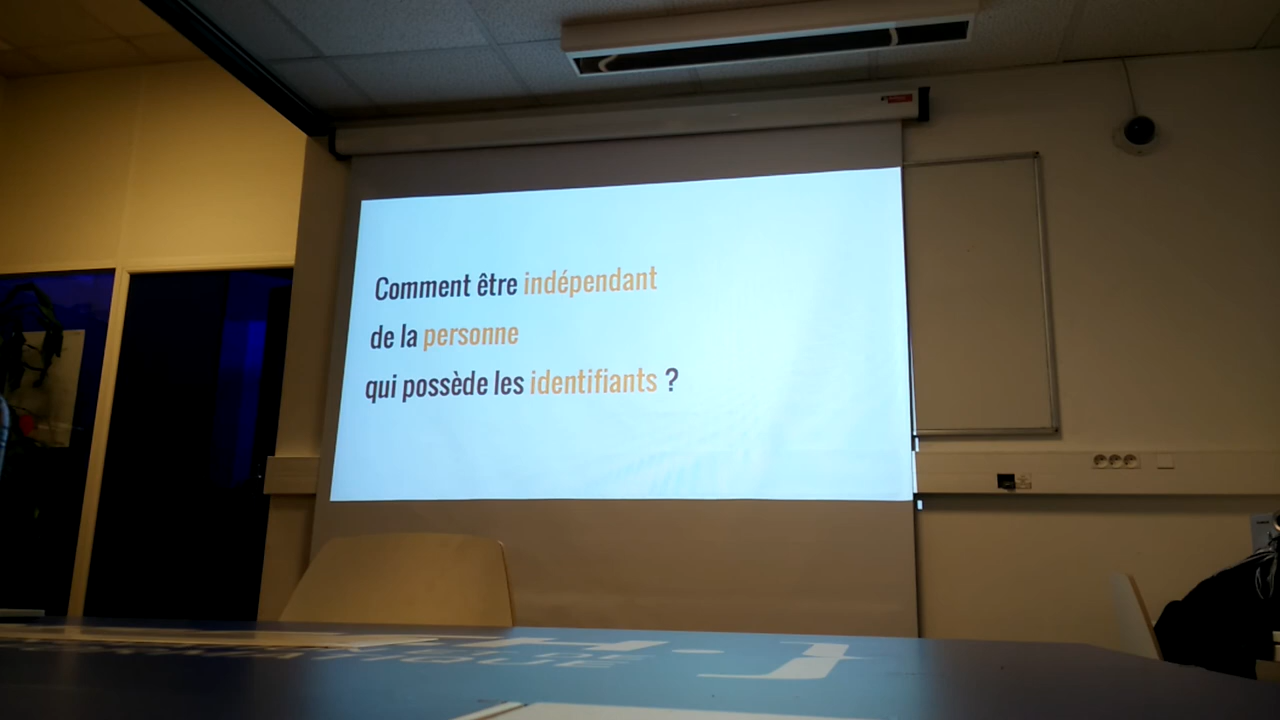 Comment être indépendant
de la personne
qui possède les identifiants ?